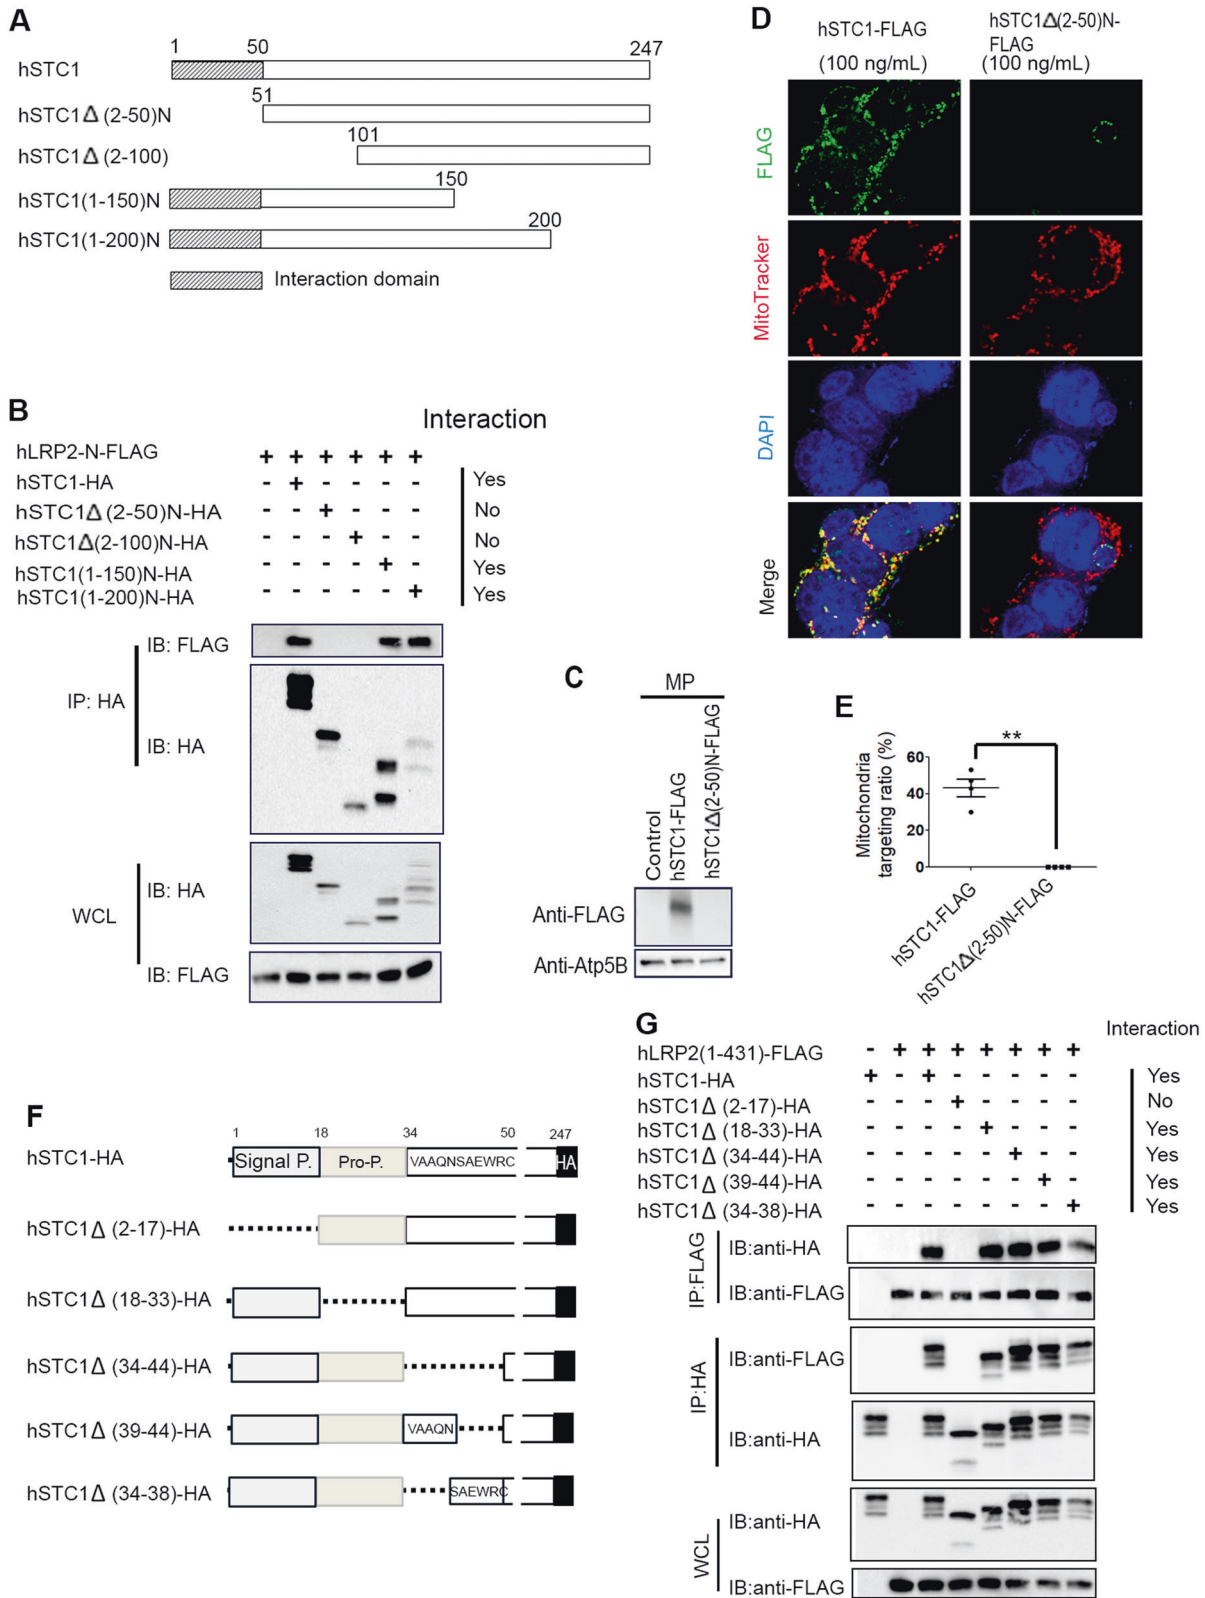 A
1 50 247
hSTC1
51
hSTC1Δ (2-50)N
101
hSTC1Δ (2-100)
150
hSTC1(1-150)N
200
hSTC1(1-200)N
Interaction domain
B
Interaction
hLRP2-N-FLAG + + + + + +
hSTC1-HA - + - - - - Yes
hSTC1Δ (2-50)N-HA - - + - - - No
hSTC1Δ(2-100)N-HA - - - + - - No
hSTC1(1-150)N-HA - - - - + - Yes
hSTC1(1-200)N-HA - - - - - + Yes
IP: HA
IB: FLAG
IB: HA
WCL
IB: HA
IB: FLAG
C
MP
Control
hSTC1-FLAG
hSTC1Δ(2-50)N-FLAG
Anti-FLAG
Anti-Atp5B
D
hSTC1-FLAG
(100 ng/mL)
hSTC1Δ(2-50)N-
FLAG
(100 ng/mL)
FLAG
MitoTracker
DAPI
Merge
E
Mitochondria
targeting ratio (%)
60
40
20
0
**
hSTC1-FLAG
hSTC1Δ(2-50)N-FLAG
F
1 18 34 50 247
hSTC1-HA Signal P. Pro-P. VAAQNSAEWRC HA
hSTC1Δ (2-17)-HA
hSTC1Δ (18-33)-HA
hSTC1Δ (34-44)-HA
hSTC1Δ (39-44)-HA VAAQN
hSTC1Δ (34-38)-HA SAEWRC
G
Interaction
hLRP2(1-431)-FLAG - + + + + + + +
hSTC1-HA + - + - - - - - Yes
hSTC1Δ (2-17)-HA - - - + - - - - No
hSTC1Δ (18-33)-HA - - - - + - - - Yes
hSTC1Δ (34-44)-HA - - - - - + - - Yes
hSTC1Δ (39-44)-HA - - - - - - + - Yes
hSTC1Δ (34-38)-HA - - - - - - - + Yes
IP:FLAG
IB:anti-HA
IB:anti-FLAG
IP:HA
IB:anti-FLAG
IB:anti-HA
WCL
IB:anti-HA
IB:anti-FLAG